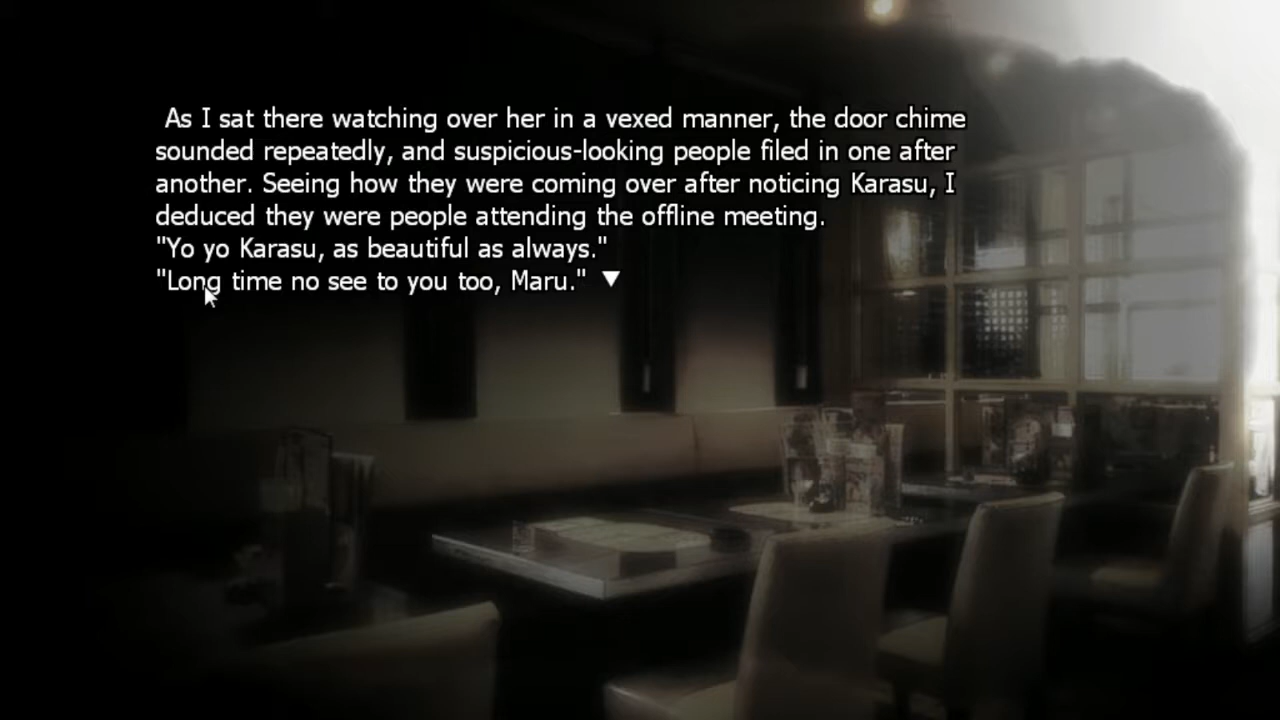 As I sat there watching over her in a vexed manner, the door chime
sounded repeatedly, and suspicious-looking people filed in one after
another. Seeing how they were coming over after noticing Karasu, I
deduced they were people attending the offline meeting.
"Yo yo Karasu, as beautiful as always."
"Long time no see to you too, Maru."